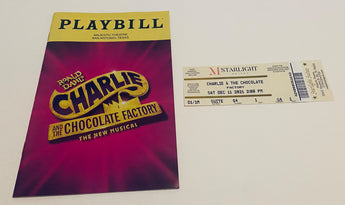 PLAYBILL
MAJESTIC THEATRE
SAN ANTONIO, TEXAS
ROALD
DAHL'S
CHARLIE
AND THE
CHOCOLATE FACTORY
THE NEW MUSICAL
STARLIGHT
CHARLIE & THE CHOCOLATE
FACTORY
SAT DEC 11 2021 2:00 PM